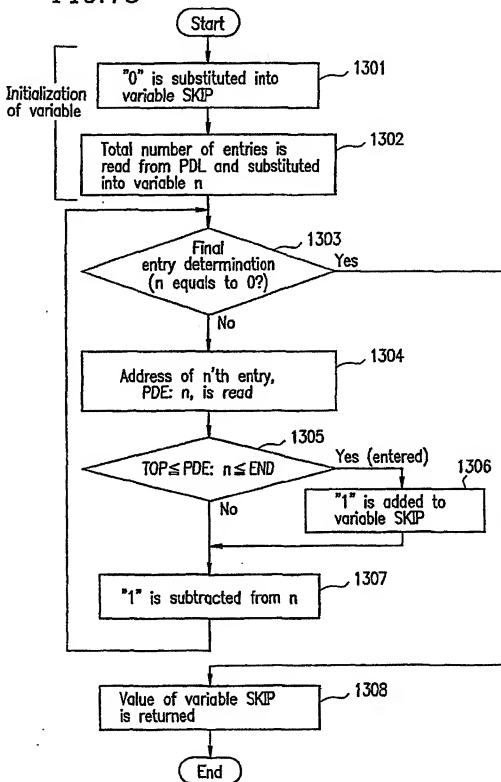 Start
Initialization
of variable
"0" is substituted into
variable SKIP
1301
Total number of entries is
read from PDL and substituted
into variable n
1302
Final
entry determination
(n equals to 0?)
1303
Yes
No
Address of n'th entry,
PDE: n, is read
1304
TOP≦PDE: n≦END
1305
Yes (entered)
No
"1" is added to
variable SKIP
1306
"1" is subtracted from n
1307
Value of variable SKIP
is returned
1308
End